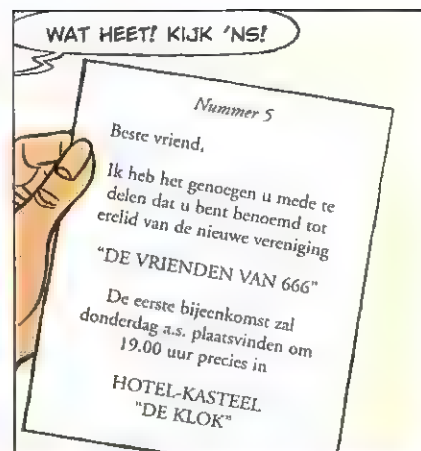 WAT HEET! KIJK 'NS!
Nummer 5
Beste vriend,
Ik heb het genoegen u mede te
delen dat u bent benoemd tot
erelid van de nieuwe vereniging
"DE VRIENDEN VAN 666"
De eerste bijeenkomst zal
donderdag a.s. plaatsvinden om
19.00 uur precies in
HOTEL-KASTEEL
"DE KLOK"